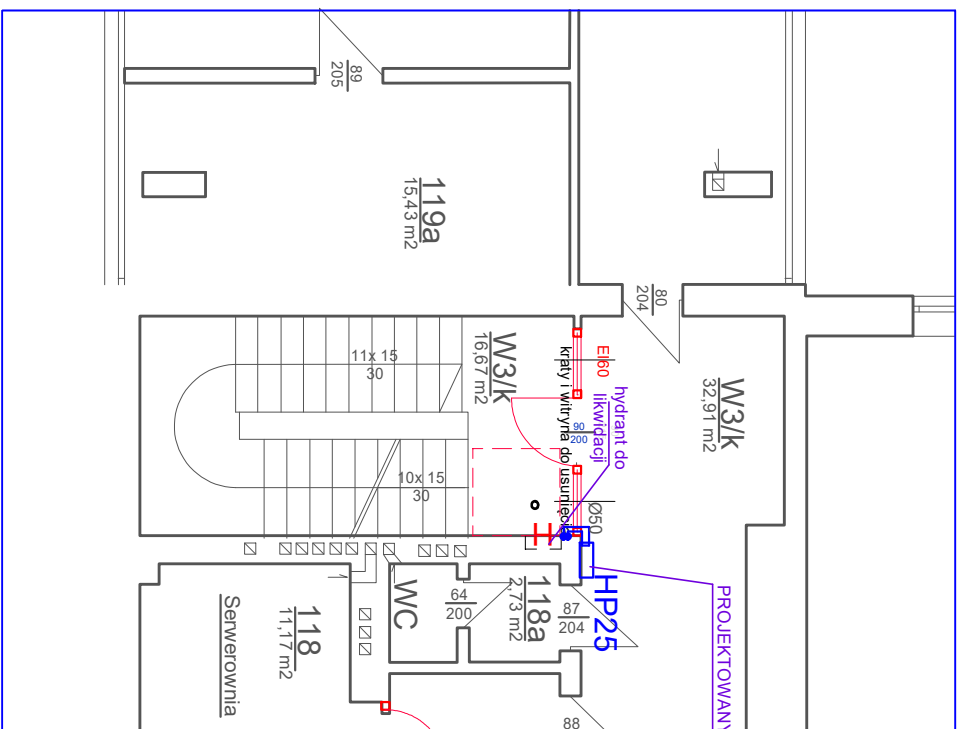 89
205
119a
15,43 m2
80
204
11x 15
30
W3/k
16,67 m2
EI60
kraty i witryna do usunięcia
hydrant do
likwidacji
90
200
W3/k
32,91 m2
10x 15
30
Ø50
HP25
118a
2,73 m2
87
204
64
200
WC
118
11,17 m2
Serwerownia
PROJEKTOWANY
88